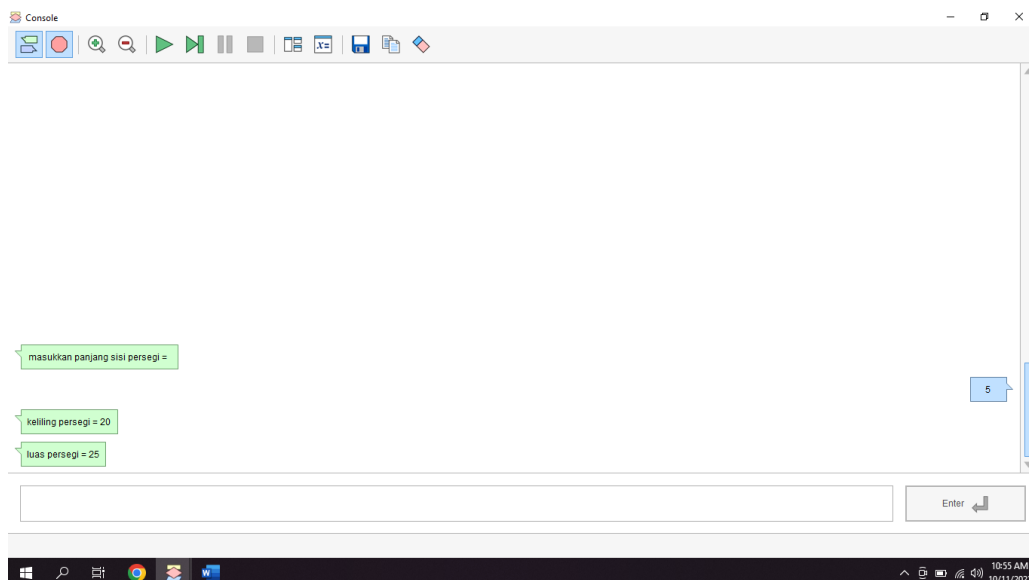 Console
x=
masukkan panjang sisi persegi =
5
keliling persegi = 20
luas persegi = 25
Enter
W
10:55 AM